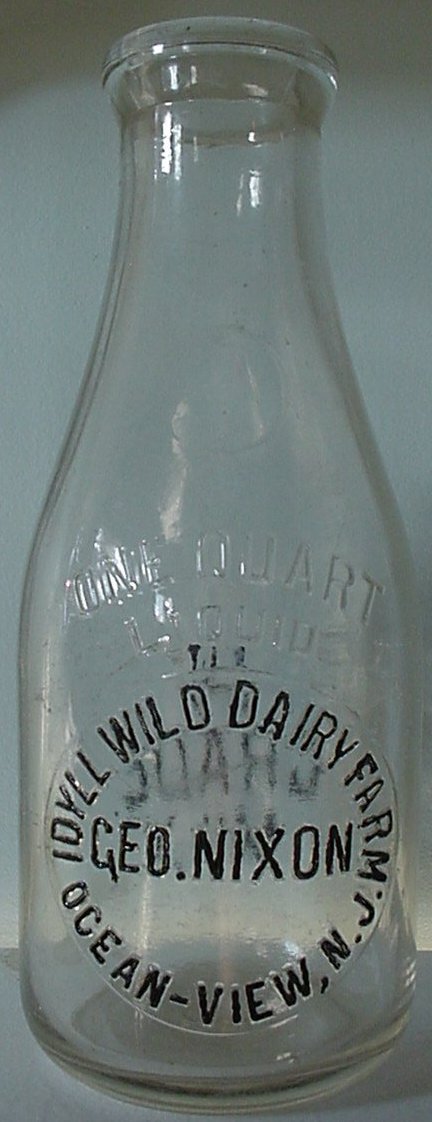 ONE QUART
LIQUID
IDYLL WILD DAIRY FARM.
GEO. NIXON
OCEAN-VIEW, N.J.